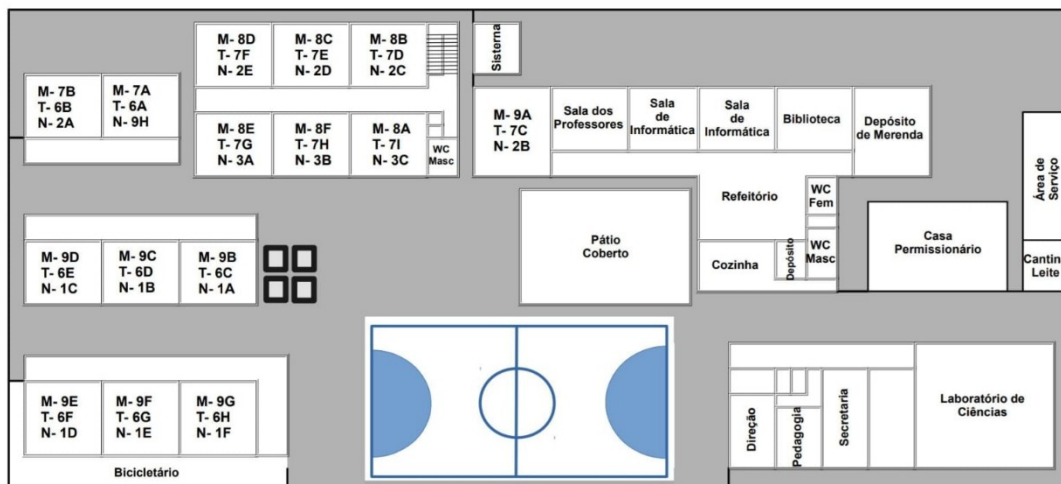 M- 8D
T- 7F
N- 2E
M- 8C
T- 7E
N- 2D
M- 8B
T- 7D
N- 2C
Sisterna
M- 7B
T- 6B
N- 2A
M- 7A
T- 6A
N- 9H
M- 8E
T- 7G
N- 3A
M- 8F
T- 7H
N- 3B
M- 8A
T- 7I
N- 3C
WC
Masc
M- 9A
T- 7C
N- 2B
Sala dos
Professores
Sala
de
Informática
Sala
de
Informática
Biblioteca
Depósito
de Merenda
Área de
Serviço
Refeitório
WC
Fem
Pátio
Coberto
Cozinha
Depósito
WC
Masc
Casa
Permissionário
Cantin
Leite
M- 9D
T- 6E
N- 1C
M- 9C
T- 6D
N- 1B
M- 9B
T- 6C
N- 1A
M- 9E
T- 6F
N- 1D
M- 9F
T- 6G
N- 1E
M- 9G
T- 6H
N- 1F
Bicicletário
Direção
Pedagogia
Secretaria
Laboratório de
Ciências